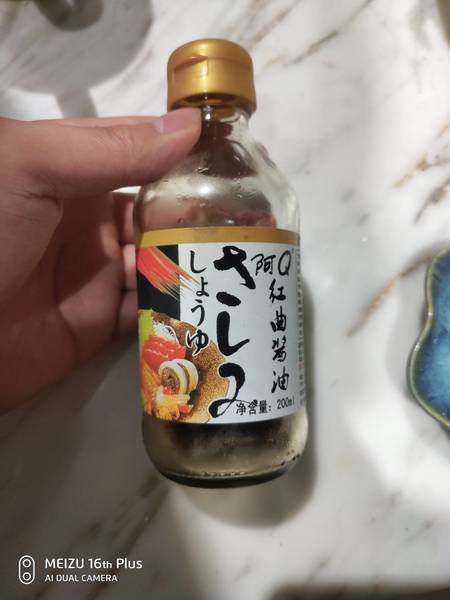 阿Q
红曲酱油
さしみ
しょうゆ
净含量：200ml
MEIZU 16th Plus
AI DUAL CAMERA